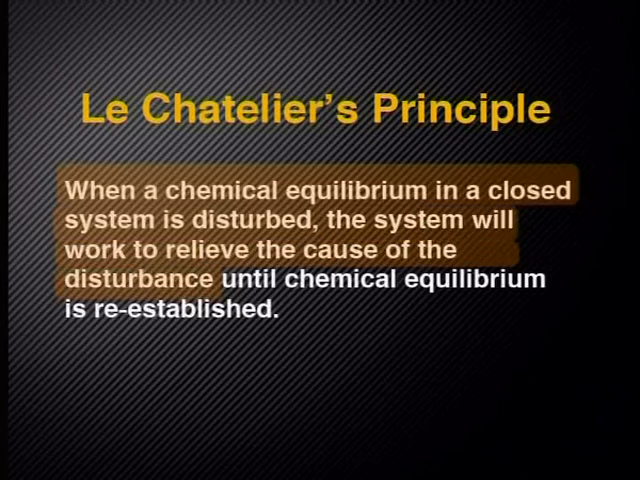 Le Chatelier’s Principle
When a chemical equilibrium in a closed
system is disturbed, the system will
work to relieve the cause of the
disturbance until chemical equilibrium
is re-established.